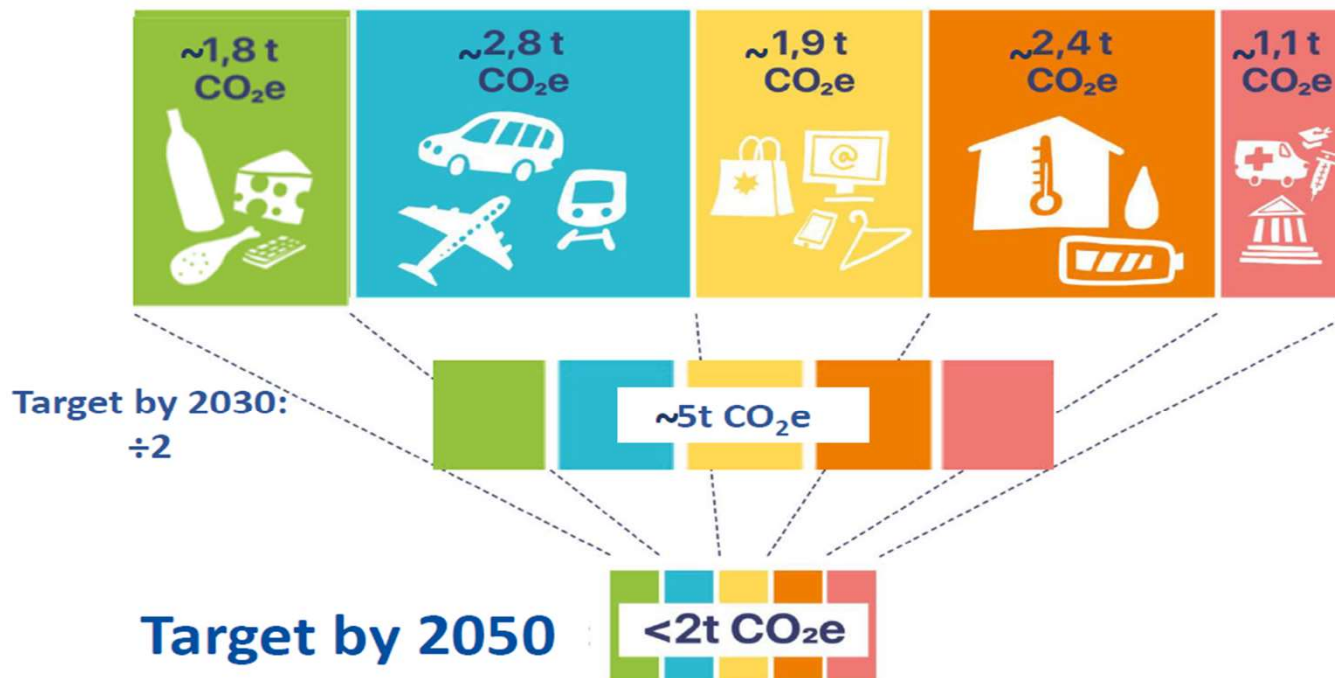 ~1,8 t
CO₂e
~2,8 t
CO₂e
~1,9 t
CO₂e
~2,4 t
CO₂e
~1,1 t
CO₂e
@
Target by 2030:
÷2
~5t CO₂e
Target by 2050
<2t CO₂e